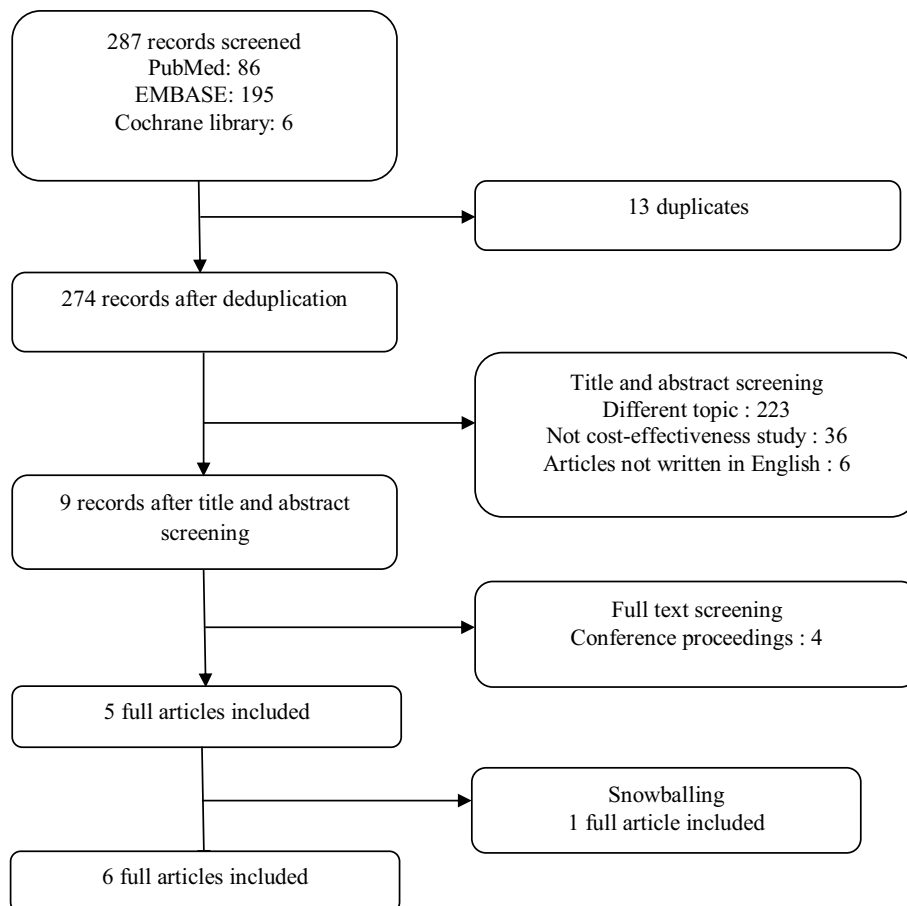 287 records screened
PubMed: 86
EMBASE: 195
Cochrane library: 6
13 duplicates
274 records after deduplication
Title and abstract screening
Different topic : 223
Not cost-effectiveness study : 36
Articles not written in English : 6
9 records after title and abstract
screening
Full text screening
Conference proceedings : 4
5 full articles included
Snowballing
1 full article included
6 full articles included